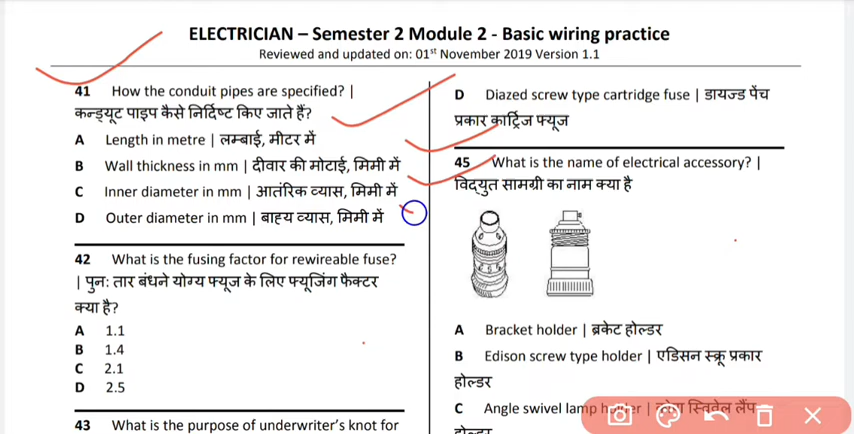 ELECTRICIAN – Semester 2 Module 2 - Basic wiring practice
Reviewed and updated on: 01st November 2019 Version 1.1
41 How the conduit pipes are specified? |
कन्ड्यूट पाइप कैसे निर्दिष्ट किए जाते हैं?
A Length in metre | लम्बाई, मीटर में
B Wall thickness in mm | दीवार की मोटाई, मिमी में
C Inner diameter in mm | आतंरिक व्यास, मिमी में
D Outer diameter in mm | बाह्य व्यास, मिमी में
42 What is the fusing factor for rewireable fuse?
| पुन: तार बंधने योग्य फ्यूज के लिए फ्यूजिंग फैक्टर
क्या है?
A 1.1
B 1.4
C 2.1
D 2.5
43 What is the purpose of underwriter's knot for
D Diazed screw type cartridge fuse | डायज्ड पेंच
प्रकार कार्ट्रिज फ्यूज
45 What is the name of electrical accessory? |
विद्युत सामग्री का नाम क्या है
A Bracket holder | ब्रकेट होल्डर
B Edison screw type holder | एडिसन स्क्रू प्रकार
होल्डर
C Angle swivel lamp holder | स्विवेल लैंप